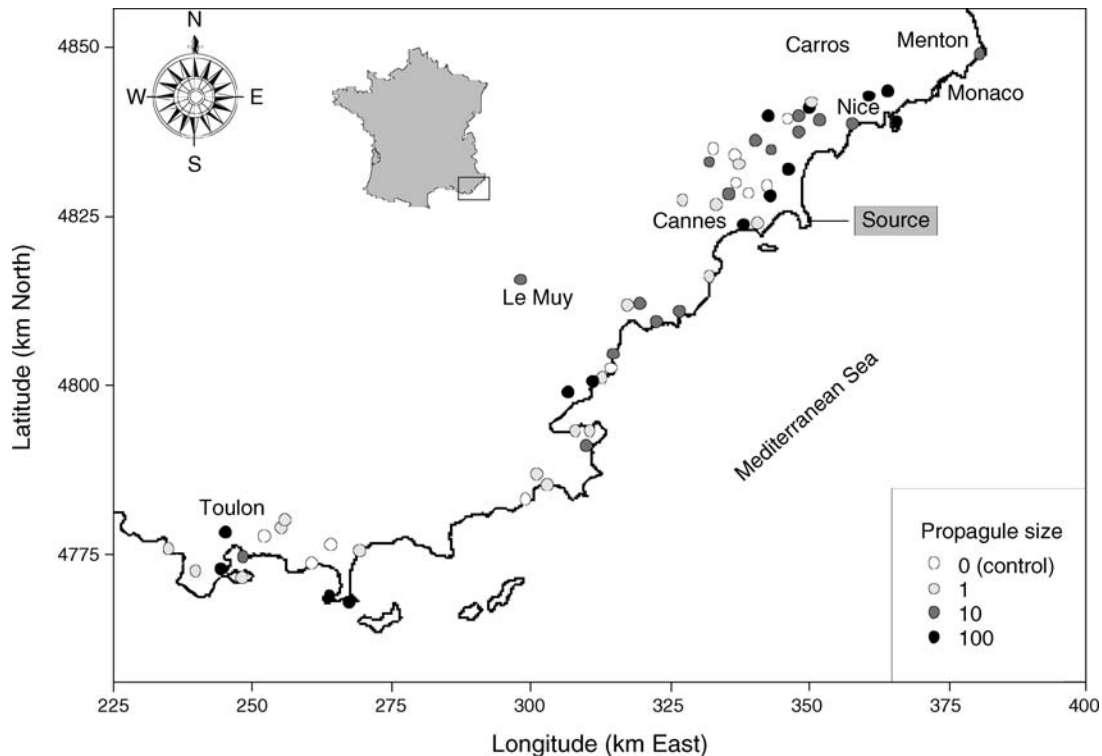 N
W E
S
Carros
Menton
Monaco
Nice
Cannes
Source
Le Muy
Mediterranean Sea
Toulon
Propagule size
0 (control)
1
10
100
Latitude (km North)
4850
4825
4800
4775
225 250 275 300 325 350 375 400
Longitude (km East)